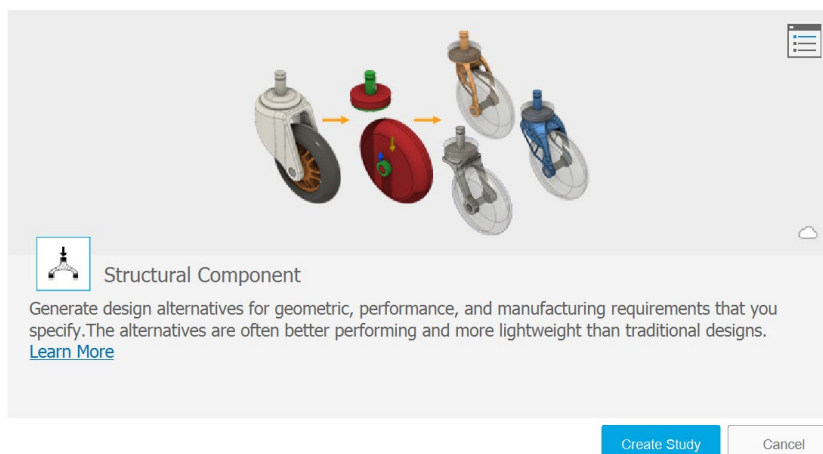 Structural Component
Generate design alternatives for geometric, performance, and manufacturing requirements that you
specify.The alternatives are often better performing and more lightweight than traditional designs.
Learn More
Create Study
Cancel